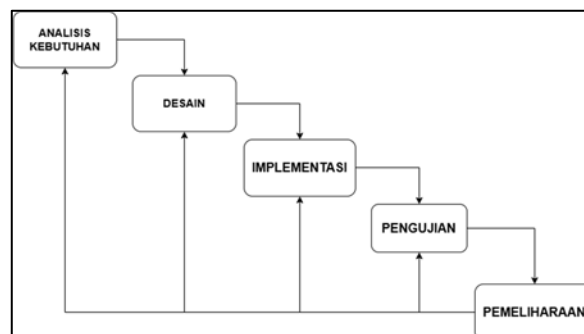 ANALISIS
KEBUTUHAN
DESAIN
IMPLEMENTASI
PENGUJIAN
PEMELIHARAAN